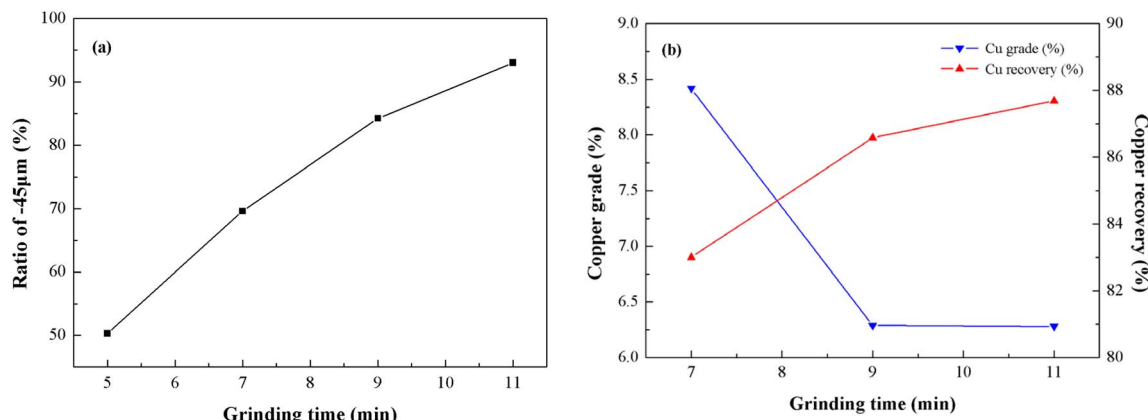 (a)
Ratio of -45μm (%)
100
90
80
70
60
50
5 6 7 8 9 10 11
Grinding time (min)
(b)
Cu grade (%)
Cu recovery (%)
Copper grade (%)
9.0
8.5
8.0
7.5
7.0
6.5
6.0
90
88
86
84
82
80
Copper recovery
(%)
7 8 9 10 11
Grinding time (min)